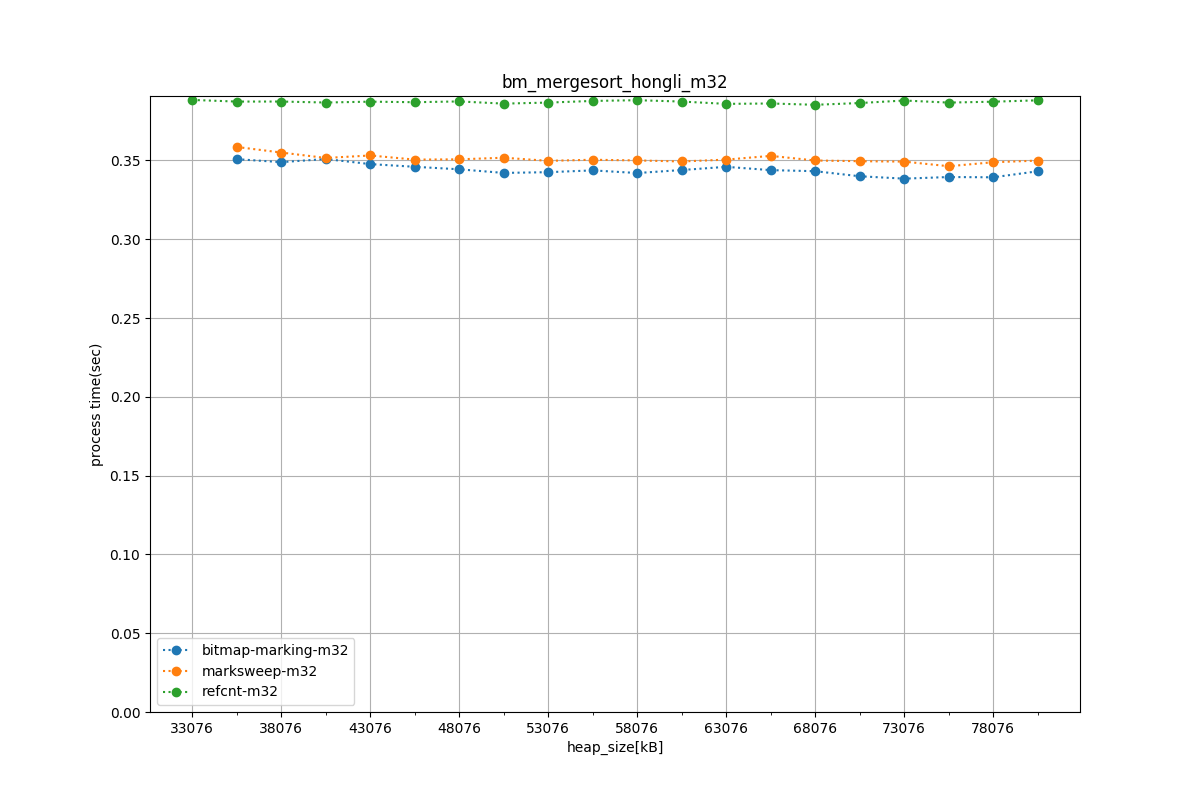 bm_mergesort_hongli_m32
process time(sec)
0.35
0.30
0.25
0.20
0.15
0.10
0.05
0.00
bitmap-marking-m32
marksweep-m32
refcnt-m32
33076 38076 43076 48076 53076 58076 63076 68076 73076 78076
heap_size[kB]